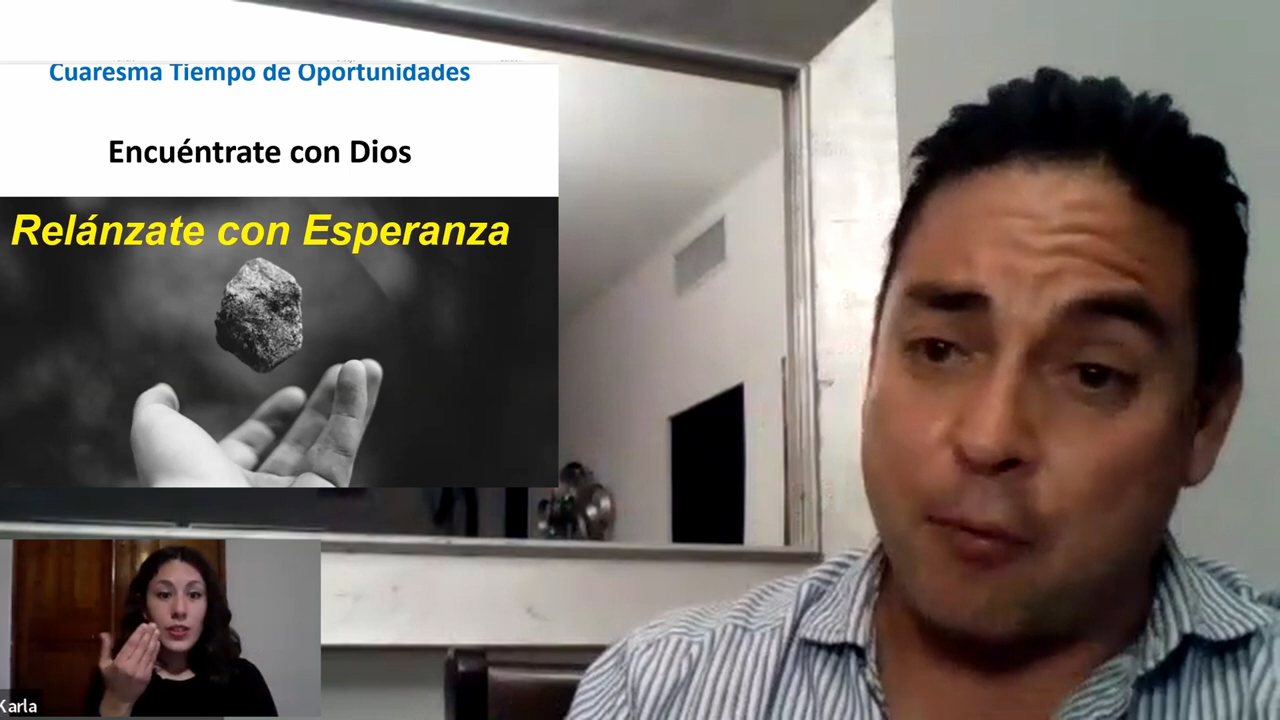 Cuaresma Tiempo de Oportunidades
Encuéntrate con Dios
Relánzate con Esperanza
Karla